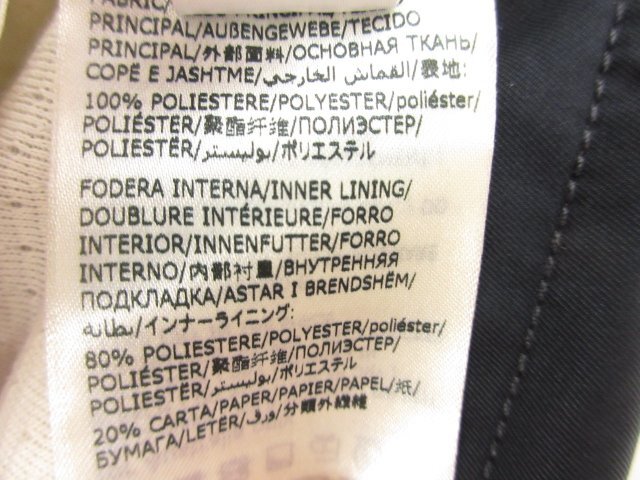 PRINCIPAL/AUßENGEWEBE/TECIDO
PRINCIPAL/外部面料/ОСНОВНАЯ ТКАНЬ/
COPË E JASHTME/القماش الخارجي/表地:
100% POLIESTERE/POLYESTER/poliéster/
POLIÉSTER/聚酯纤维/ПОЛИЭСТЕР/
POLIESTËR/بوليستر/ポリエステル
FODERA INTERNA/INNER LINING/
DOUBLURE INTÉRIEURE/FORRO
INTERIOR/INNENFUTTER/FORRO
INTERNO/内部衬里/ВНУТРЕННЯЯ
ПОДКЛАДКА/ASTAR I BRENDSHËM/
بطانه/インナーライニング:
80% POLIESTERE/POLYESTER/poliéster/
POLIÉSTER/聚酯纤维/ПОЛИЭСТЕР/
POLIESTËR/بوليستر/ポリエステル
20% CARTA/PAPER/PAPIER/PAPEL/纸/
БУМАГА/LETËR/ورق/分類外繊維